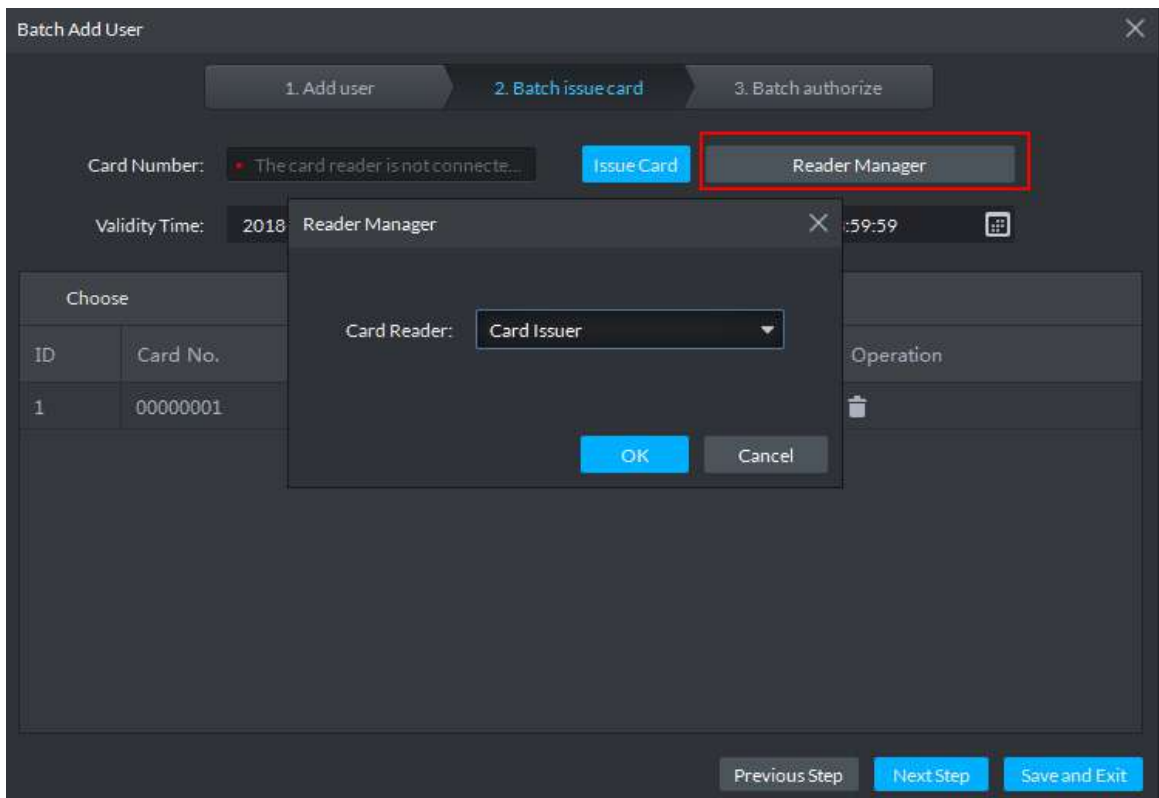 Batch Add User
1. Add user
2. Batch issue card
3. Batch authorize
Card Number:
The card reader is not connecte...
Issue Card
Reader Manager
Validity Time:
2018
Reader Manager
:59:59
Choose
Card Reader:
Card Issuer
ID
Card No.
Operation
1
00000001
OK
Cancel
Previous Step
Next Step
Save and Exit